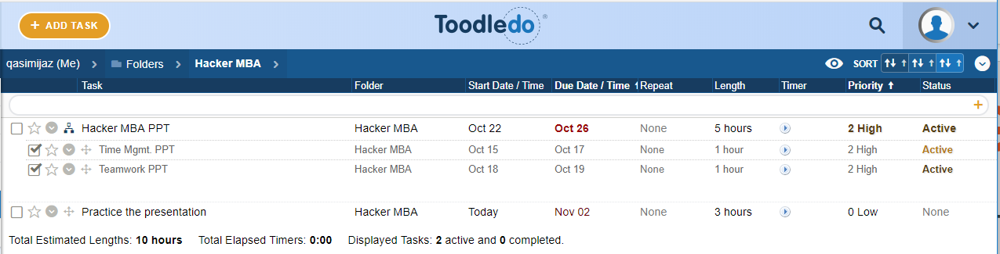 + ADD TASK
Toodledo ®
qasimijaz (Me) > Folders > Hacker MBA > SORT
Task Folder Start Date / Time Due Date / Time Repeat Length Timer Priority Status
Hacker MBA PPT Hacker MBA Oct 22 Oct 26 None 5 hours 2 High Active
Time Mgmt. PPT Hacker MBA Oct 15 Oct 17 None 1 hour 2 High Active
Teamwork PPT Hacker MBA Oct 18 Oct 19 None 1 hour 2 High Active
Practice the presentation Hacker MBA Today Nov 02 None 3 hours 0 Low None
Total Estimated Lengths: 10 hours Total Elapsed Timers: 0:00 Displayed Tasks: 2 active and 0 completed.